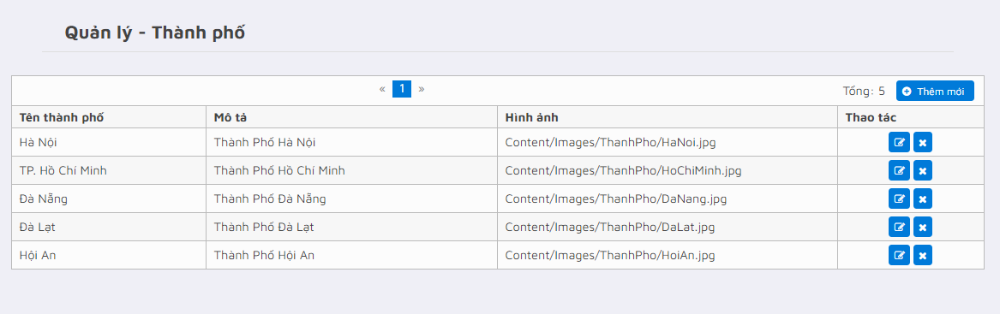 Quản lý - Thành phố
« 1 » Tổng: 5 Thêm mới
Tên thành phố Mô tả Hình ảnh Thao tác
Hà Nội Thành Phố Hà Nội Content/Images/ThanhPho/HaNoi.jpg
TP. Hồ Chí Minh Thành Phố Hồ Chí Minh Content/Images/ThanhPho/HoChiMinh.jpg
Đà Nẵng Thành Phố Đà Nẵng Content/Images/ThanhPho/DaNang.jpg
Đà Lạt Thành Phố Đà Lạt Content/Images/ThanhPho/DaLat.jpg
Hội An Thành Phố Hội An Content/Images/ThanhPho/HoiAn.jpg